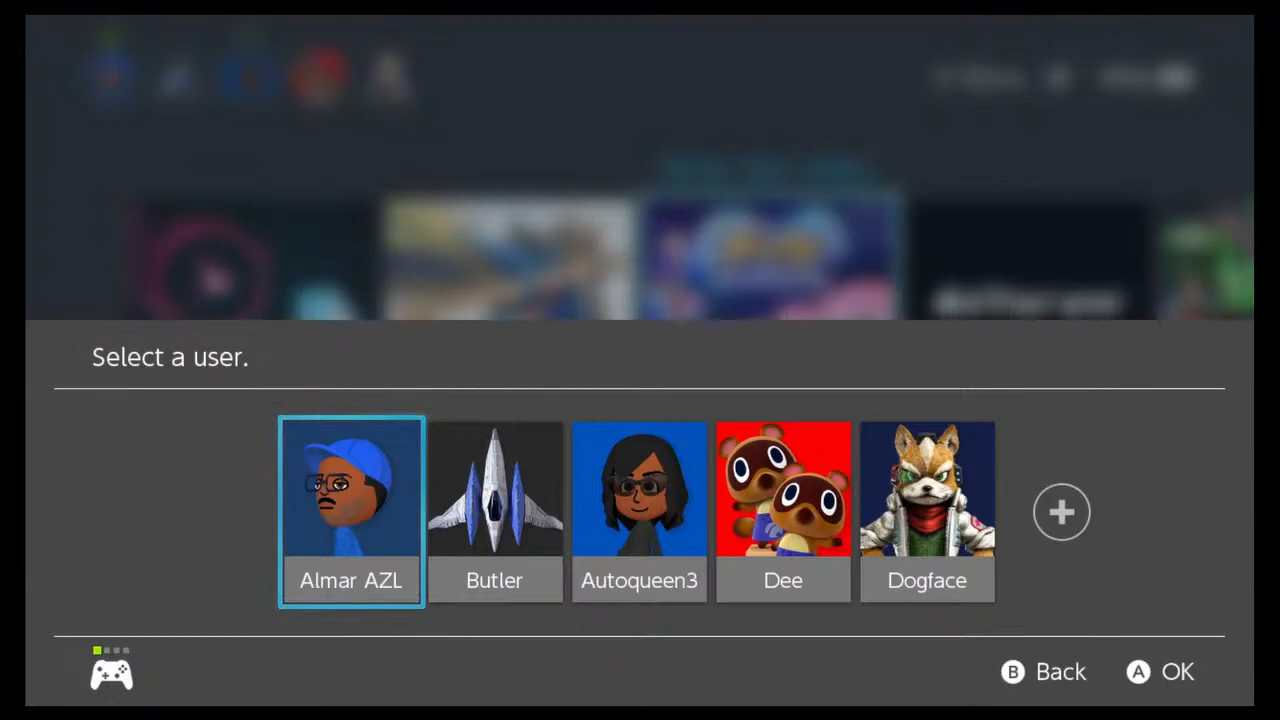 Select a user.
Almar AZL
Butler
Autoqueen3
Dee
Dogface
B Back
A OK